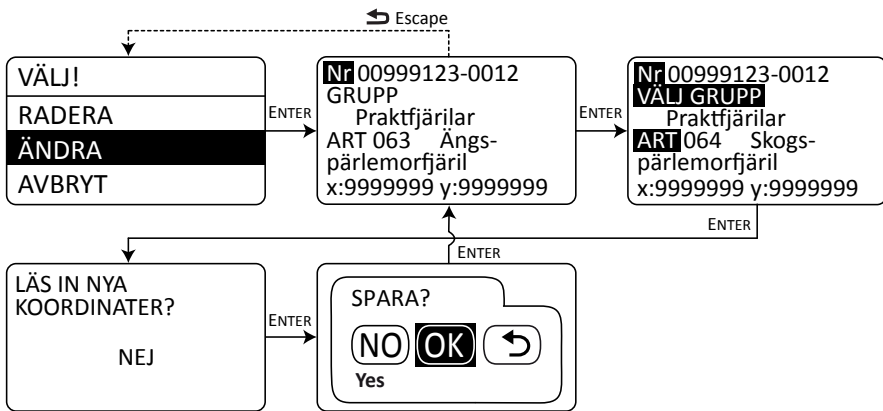 Escape
VÄLJ!
RADERA
ÄNDRA
AVBRYT
ENTER
Nr 00999123-0012
GRUPP
Praktfjärilar
ART 063 Ängs-
pärlemorfjäril
x:9999999 y:9999999
ENTER
Nr 00999123-0012
VÄLJ GRUPP
Praktfjärilar
ART 064 Skogs-
pärlemorfjäril
x:9999999 y:9999999
ENTER
ENTER
LÄS IN NYA
KOORDINATER?
NEJ
ENTER
SPARA?
NO OK
Yes